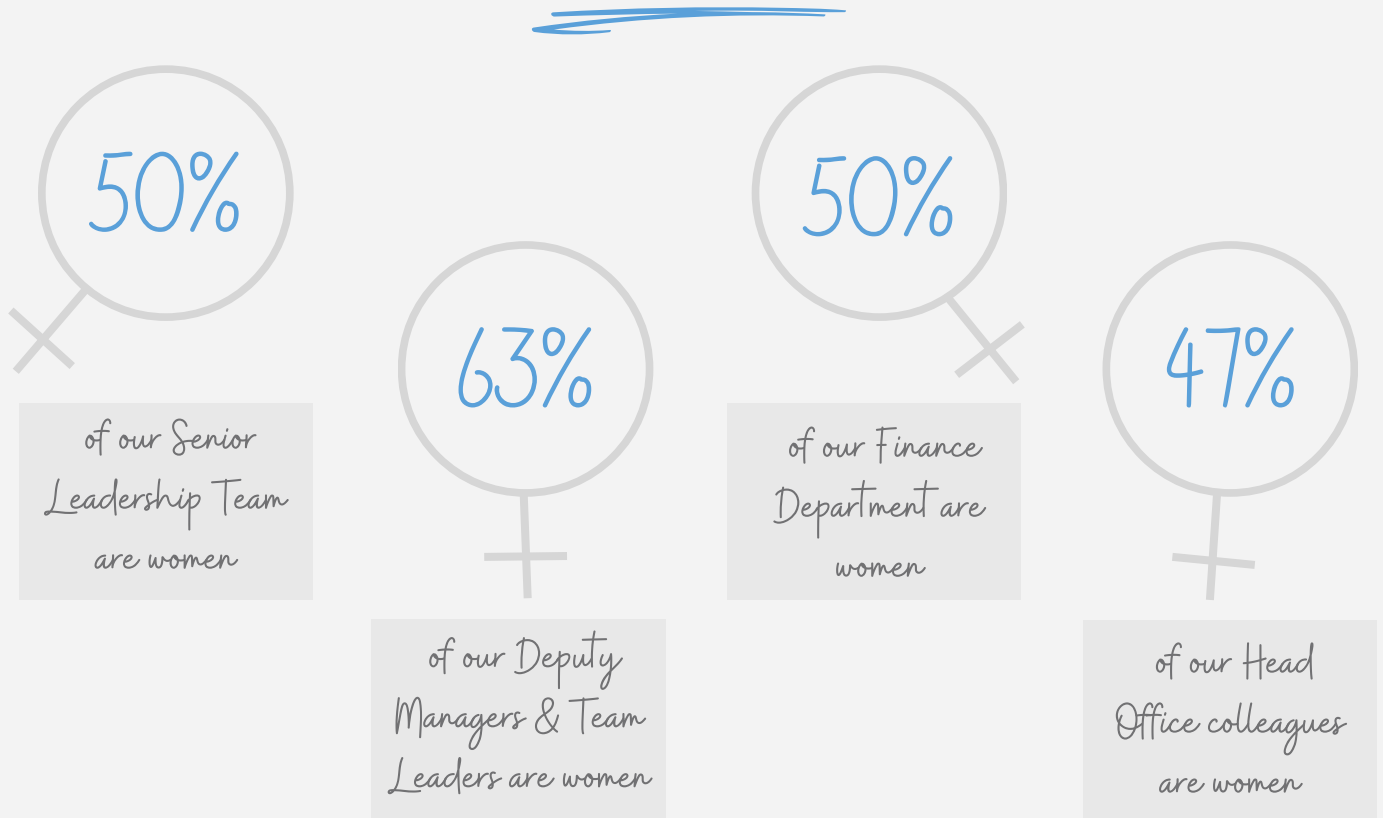 50%
of our Senior
Leadership Team
are women
63%
of our Deputy
Managers & Team
Leaders are women
50%
of our Finance
Department are
women
47%
of our Head
Office colleagues
are women